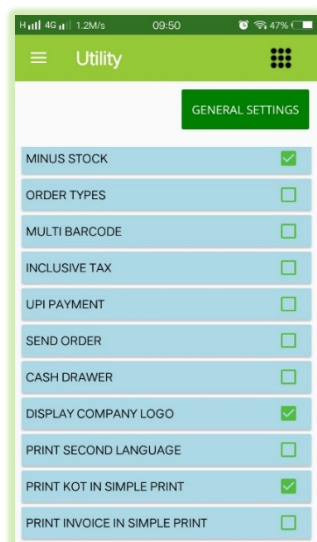 H 4G 1.2M/s 09:50 47%
Utility
GENERAL SETTINGS
MINUS STOCK
ORDER TYPES
MULTI BARCODE
INCLUSIVE TAX
UPI PAYMENT
SEND ORDER
CASH DRAWER
DISPLAY COMPANY LOGO
PRINT SECOND LANGUAGE
PRINT KOT IN SIMPLE PRINT
PRINT INVOICE IN SIMPLE PRINT